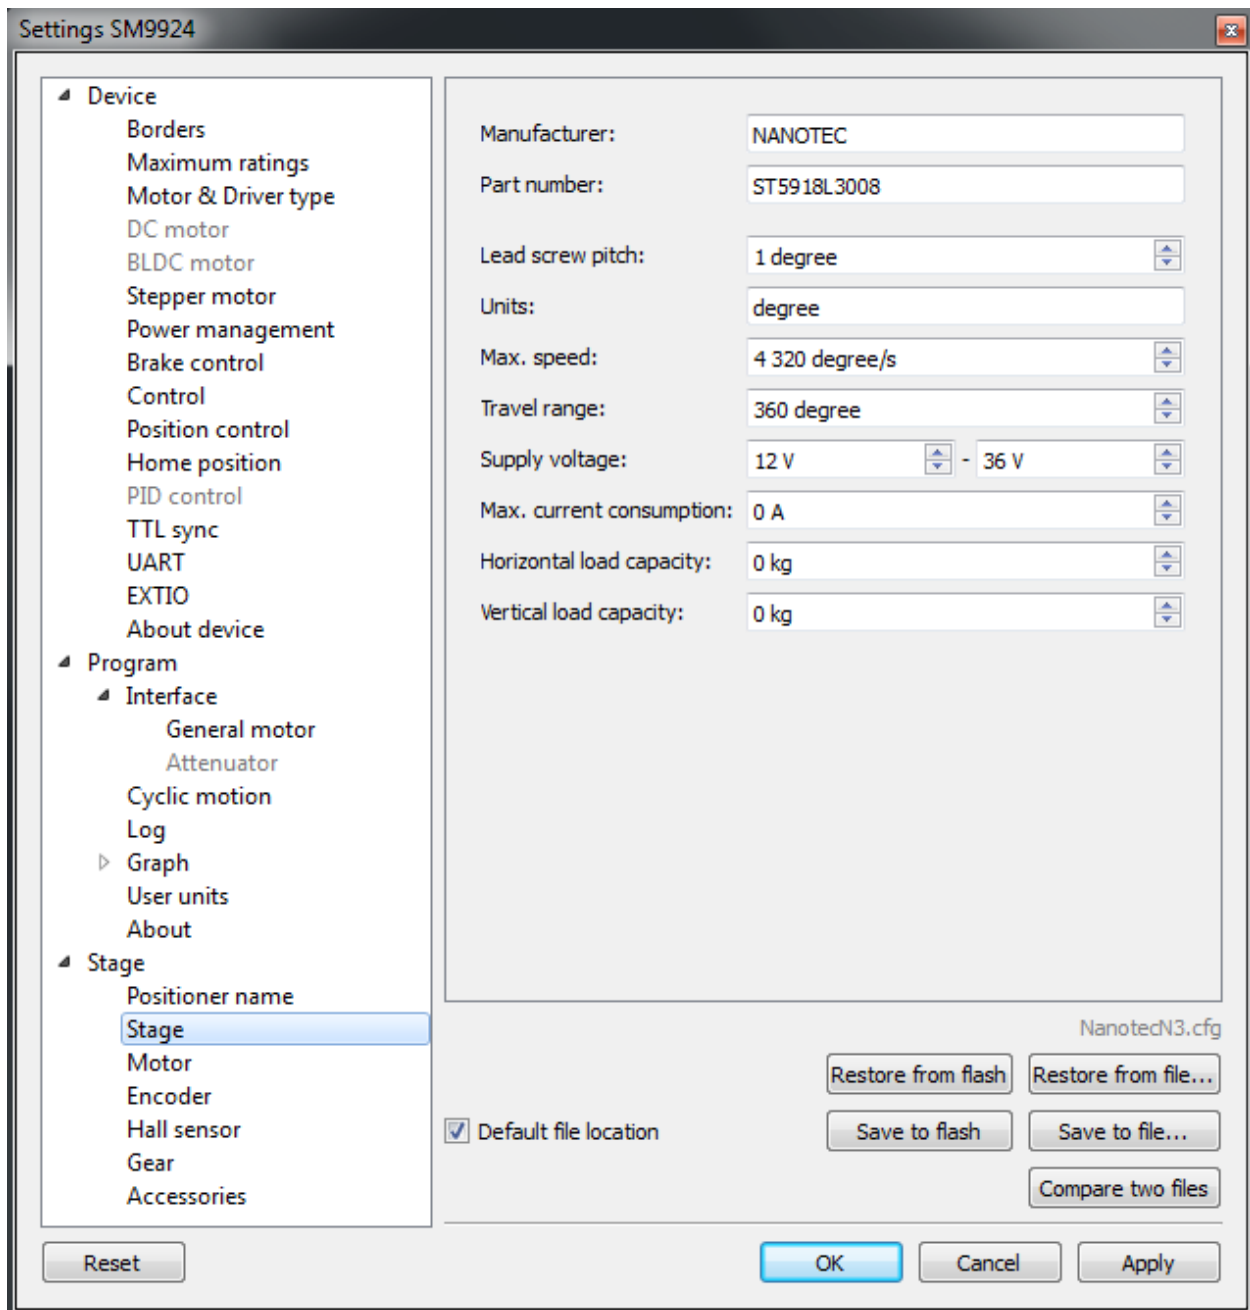 Settings SM9924
Device
Borders
Maximum ratings
Motor & Driver type
DC motor
BLDC motor
Stepper motor
Power management
Brake control
Control
Position control
Home position
PID control
TTL sync
UART
EXTIO
About device
Program
Interface
General motor
Attenuator
Cyclic motion
Log
Graph
User units
About
Stage
Positioner name
Stage
Motor
Encoder
Hall sensor
Gear
Accessories
Manufacturer: NANOTEC
Part number: ST5918L3008
Lead screw pitch: 1 degree
Units: degree
Max. speed: 4 320 degree/s
Travel range: 360 degree
Supply voltage: 12 V - 36 V
Max. current consumption: 0 A
Horizontal load capacity: 0 kg
Vertical load capacity: 0 kg
NanotecN3.cfg
Restore from flash Restore from file...
Default file location Save to flash Save to file...
Compare two files
Reset OK Cancel Apply